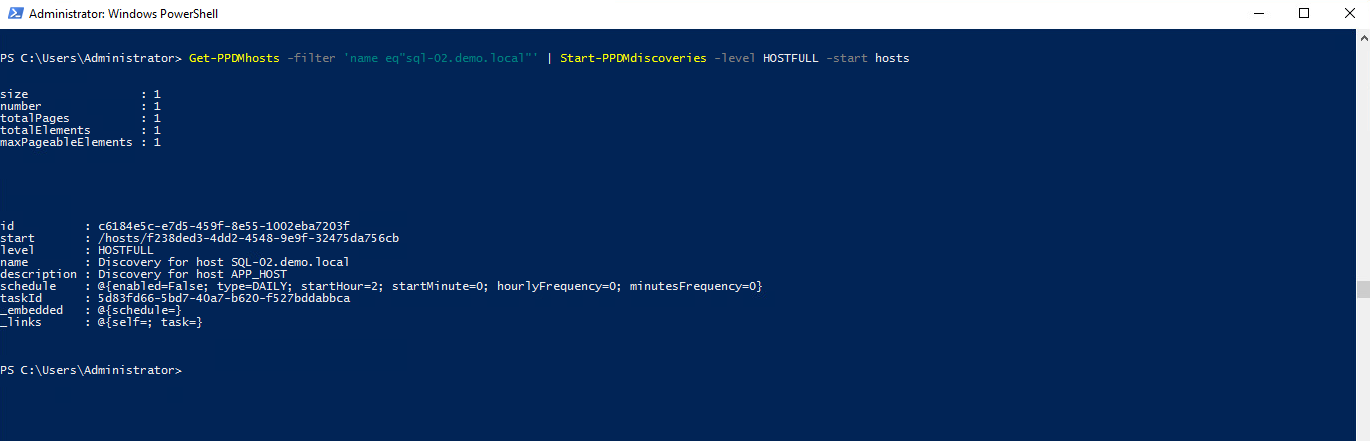 Administrator: Windows PowerShell
PS C:\Users\Administrator> Get-PPDMhosts -filter 'name eq"sql-02.demo.local"' | Start-PPDMdiscoveries -level HOSTFULL -start hosts
size                : 1
number              : 1
totalPages          : 1
totalElements       : 1
maxPageableElements : 1
id          : c6184e5c-e7d5-459f-8e55-1002eba7203f
start       : /hosts/f238ded3-4dd2-4548-9e9f-32475da756cb
level       : HOSTFULL
name        : Discovery for host SQL-02.demo.local
description : Discovery for host APP_HOST
schedule    : @{enabled=False; type=DAILY; startHour=2; startMinute=0; hourlyFrequency=0; minutesFrequency=0}
taskId      : 5d83fd66-5bd7-40a7-b620-f527bddabbca
_embedded   : @{schedule=}
_links      : @{self=; task=}
PS C:\Users\Administrator>